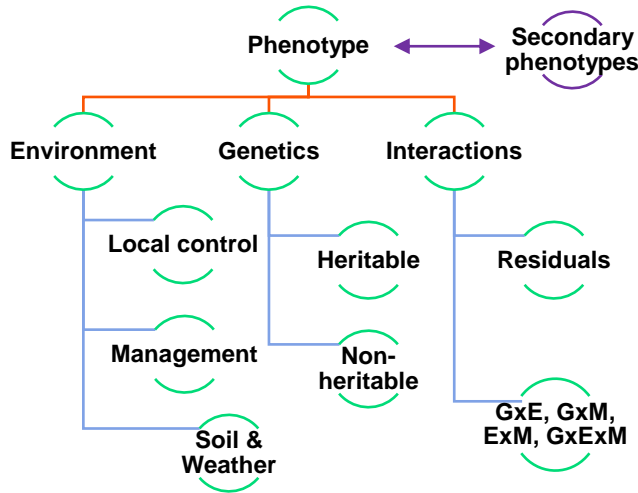 Phenotype
Secondary
phenotypes
Environment
Genetics
Interactions
Local control
Heritable
Residuals
Management
Non-
heritable
Soil &
Weather
GxE, GxM,
ExM, GxExM